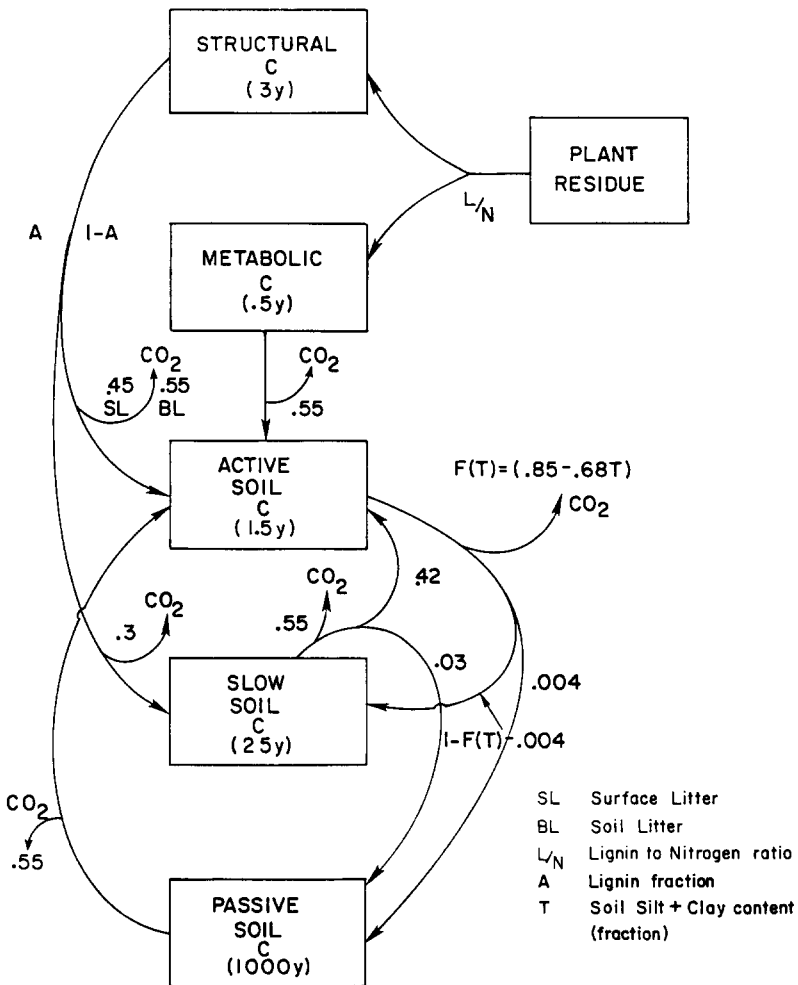 STRUCTURAL
C
(3y)
PLANT
RESIDUE
L/N
A
1-A
METABOLIC
C
(.5y)
CO2
.45
SL
.55
BL
CO2
.55
ACTIVE
SOIL
C
(1.5y)
F(T)=(.85-.68T)
CO2
CO2
.3
CO2
.55
.42
.03
.004
SLOW
SOIL
C
(25y)
1-F(T)-.004
CO2
.55
PASSIVE
SOIL
C
(1000y)
SL Surface Litter
BL Soil Litter
L/N Lignin to Nitrogen ratio
A Lignin fraction
T Soil Silt + Clay content
(fraction)